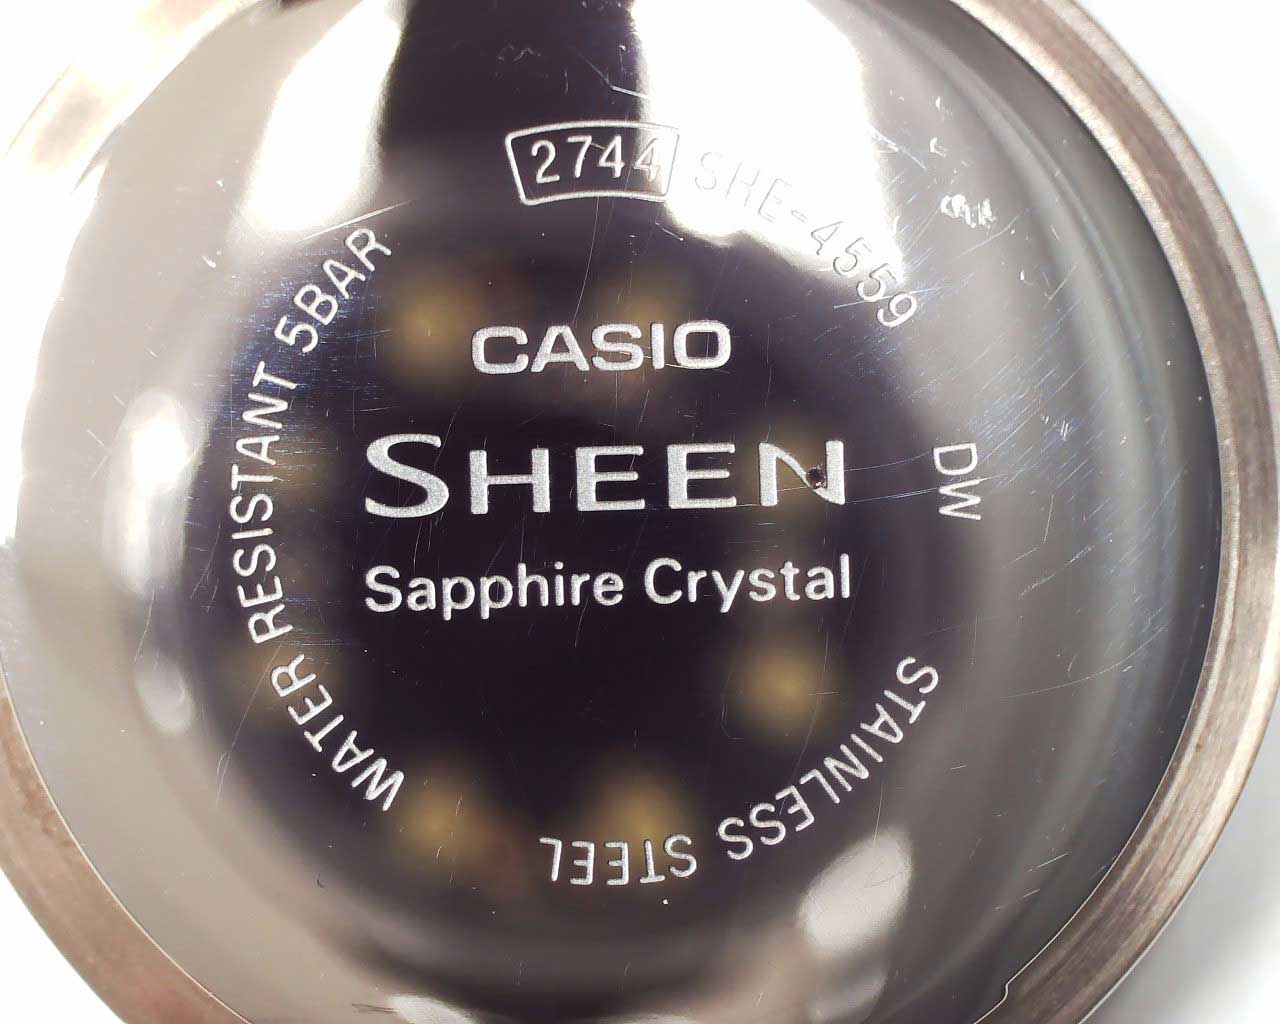 2744 SHE-4559
CASIO
SHEEN
Sapphire Crystal
WATER RESISTANT 5BAR
DW
STAINLESS STEEL